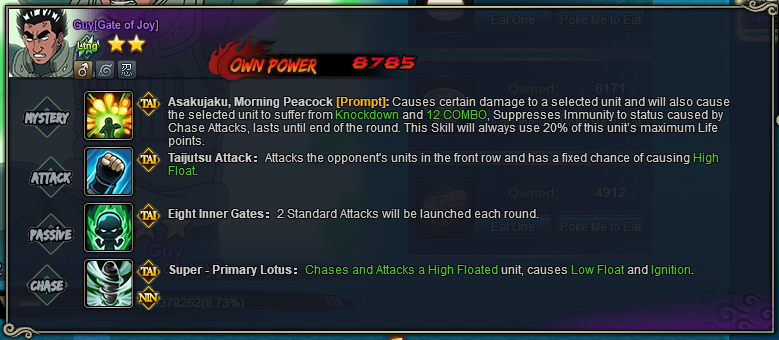 Guy[Gate of Joy]
Ltng
OWN POWER 8785
Eat One
Poke Me to Eat
MYSTERY
TAI
Asakujaku, Morning Peacock [Prompt]: Causes certain damage to a selected unit and will also cause
the selected unit to suffer from Knockdown and 12 COMBO, Suppresses Immunity to status caused by
Chase Attacks, lasts until end of the round. This Skill will always use 20% of this unit's maximum Life
points.
Owned: 6171
ATTACK
TAI
Taijutsu Attack: Attacks the opponent's units in the front row and has a fixed chance of causing High
Float.
Owned: 4912
PASSIVE
TAI
Eight Inner Gates: 2 Standard Attacks will be launched each round.
Eat One
Poke Me to Eat
Guy
CHASE
TAI
Super - Primary Lotus: Chases and Attacks a High Floated unit, causes Low Float and Ignition.
NIN
378262(8.73%)